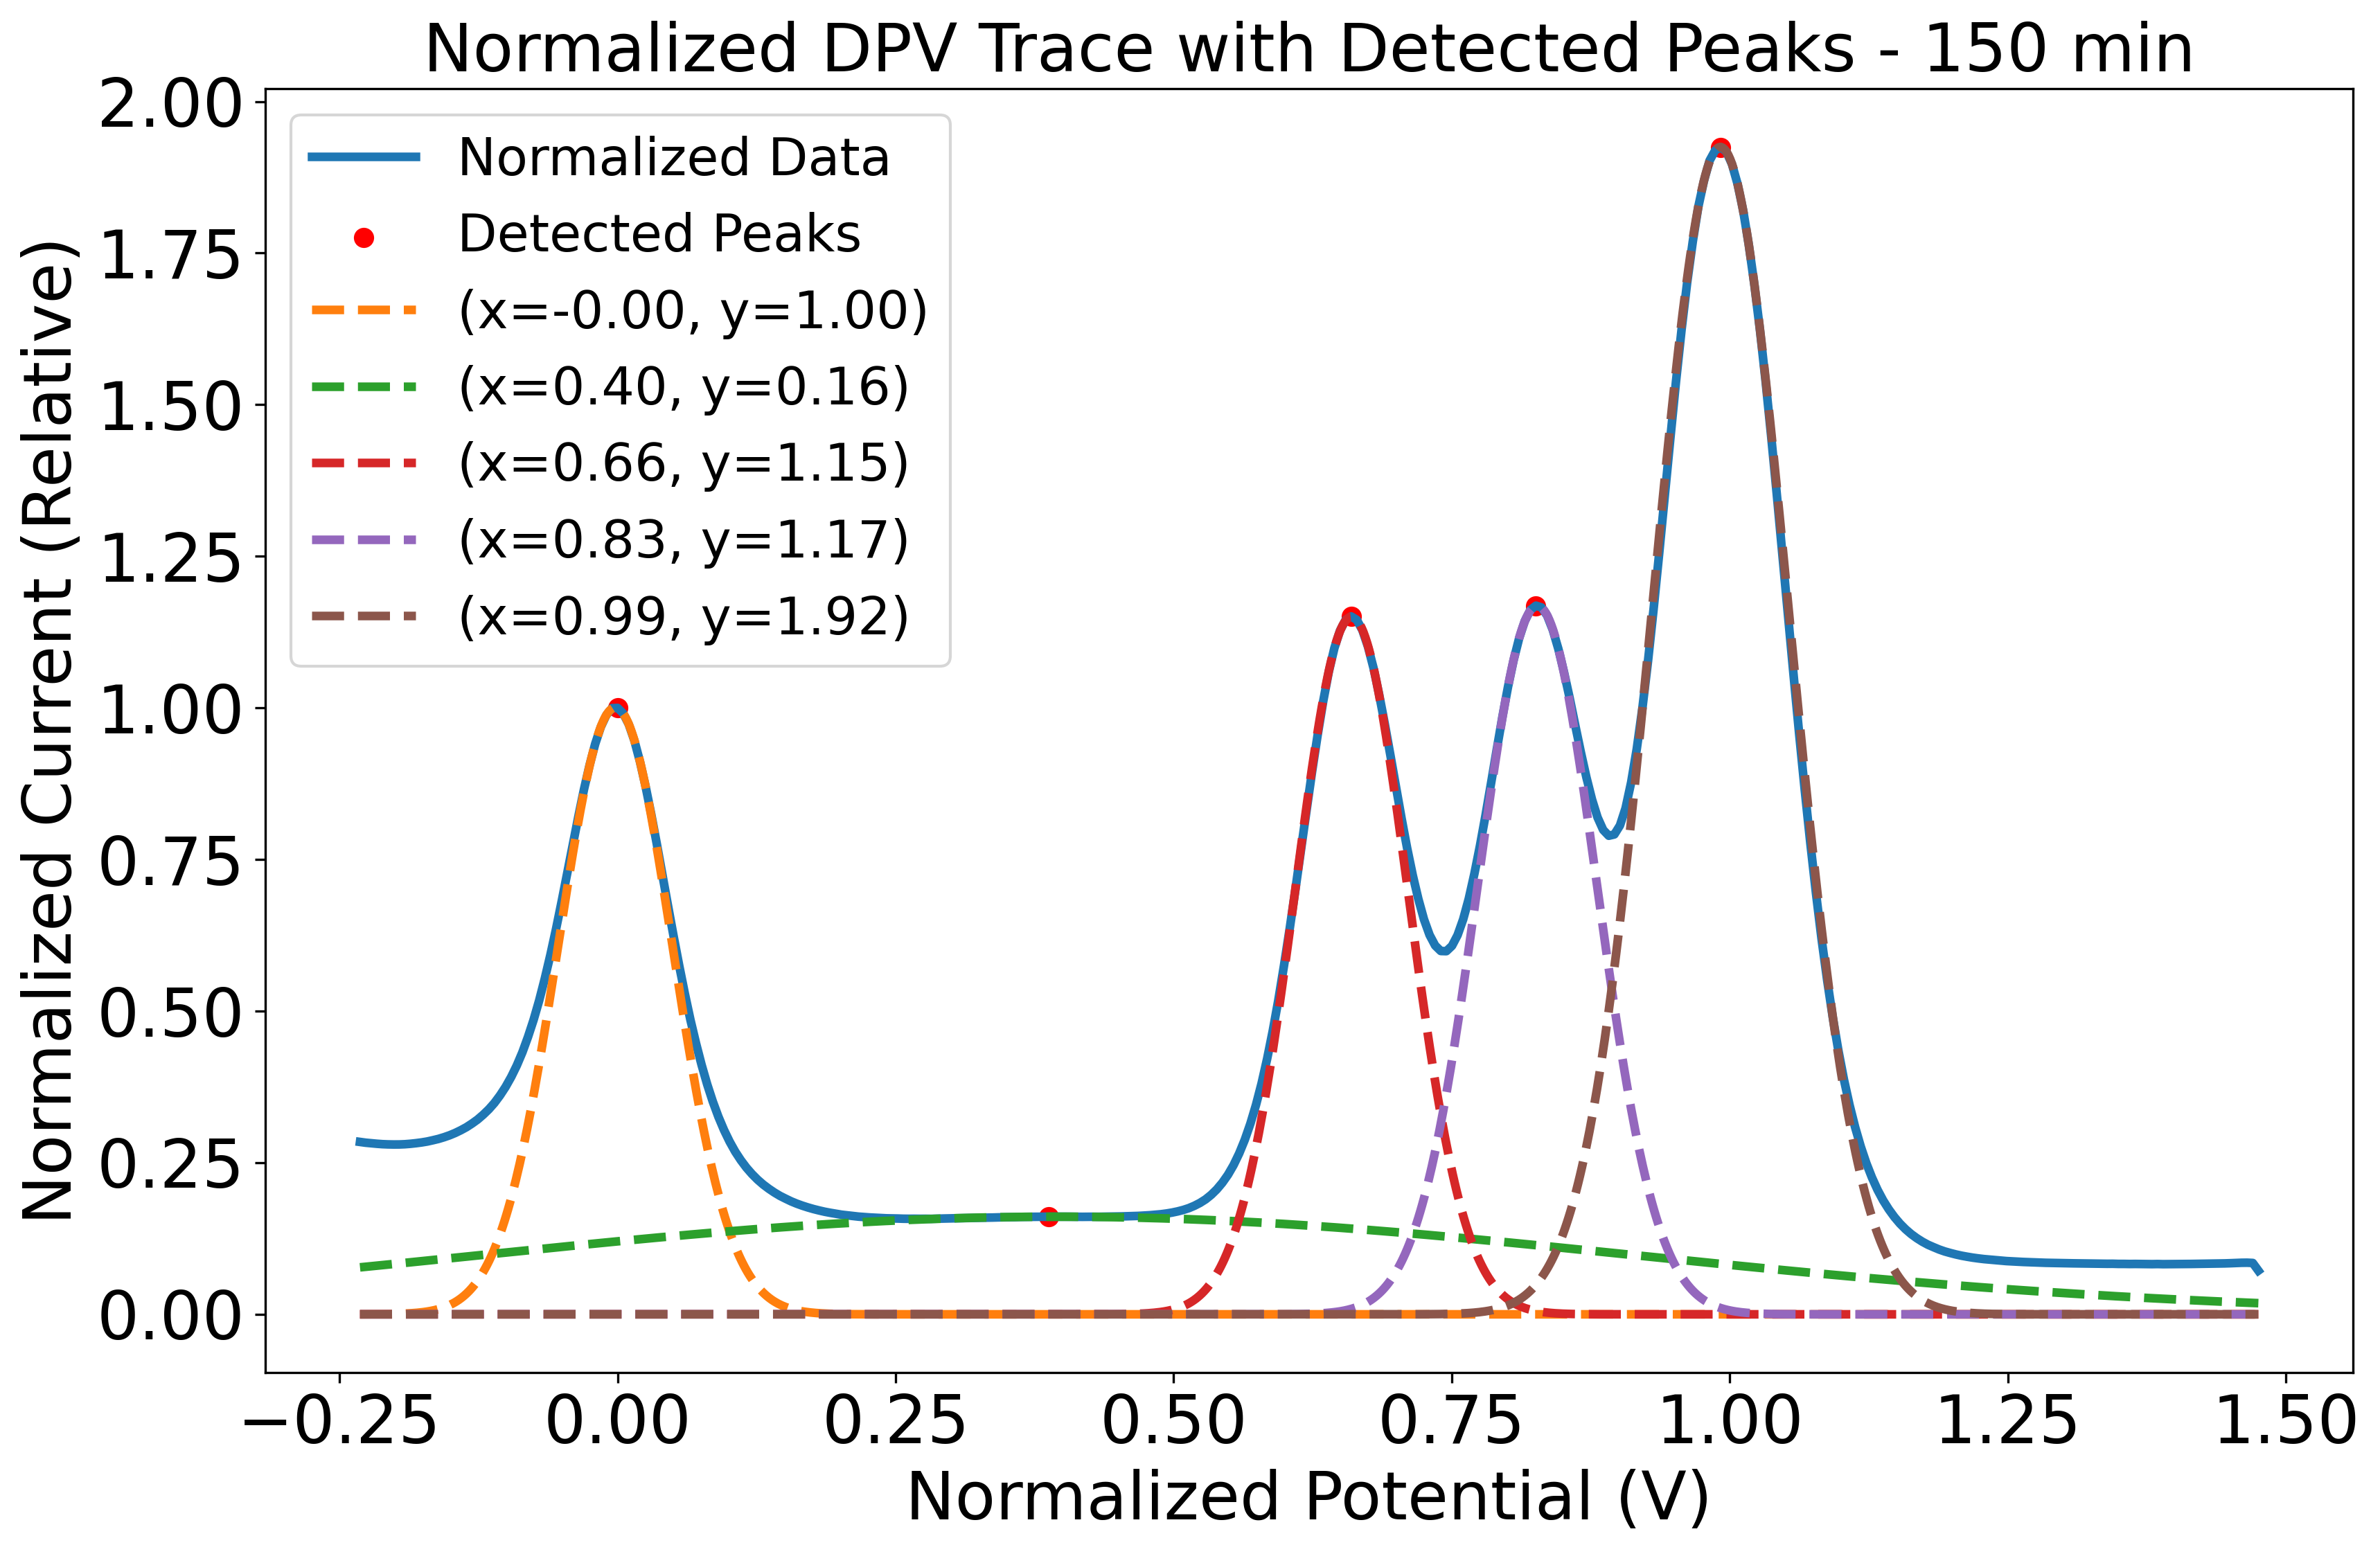 Normalized DPV Trace with Detected Peaks - 150 min
Normalized Current (Relative)
2.00
1.75
1.50
1.25
1.00
0.75
0.50
0.25
0.00
Normalized Data
Detected Peaks
(x=-0.00, y=1.00)
(x=0.40, y=0.16)
(x=0.66, y=1.15)
(x=0.83, y=1.17)
(x=0.99, y=1.92)
−0.25 0.00 0.25 0.50 0.75 1.00 1.25 1.50
Normalized Potential (V)